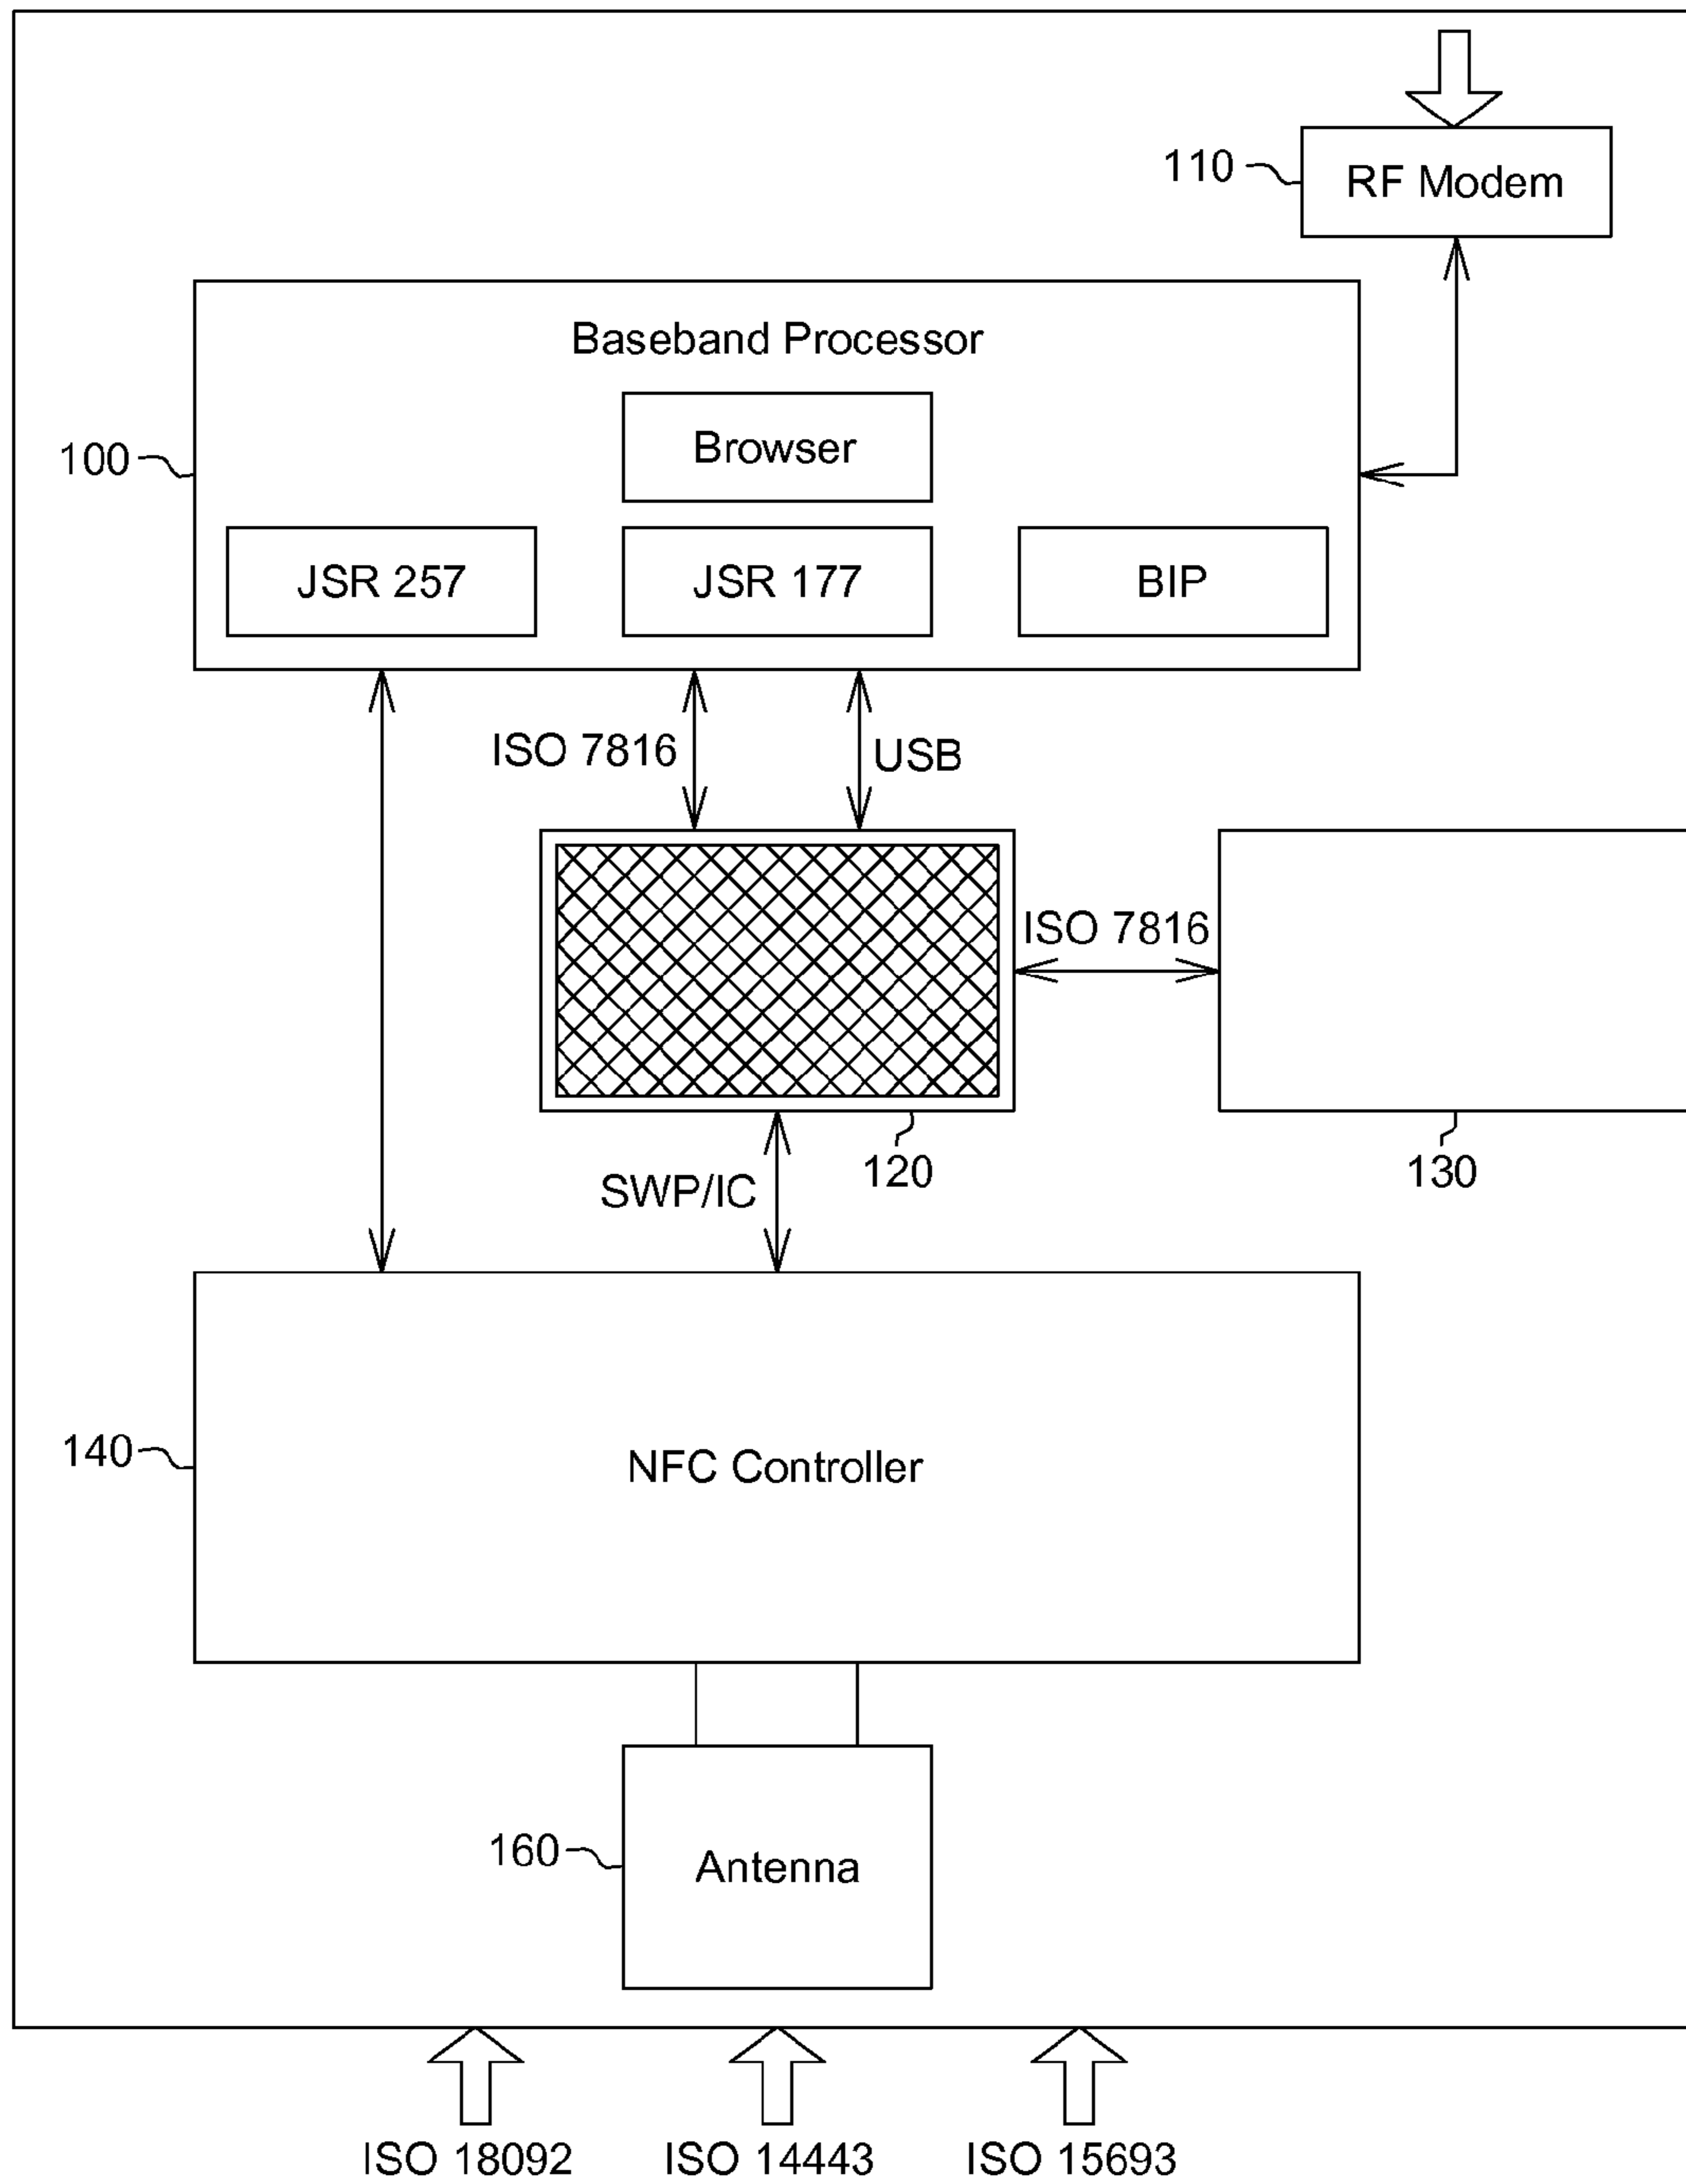 110
RF Modem
Baseband Processor
Browser
100
JSR 257
JSR 177
BIP
ISO 7816
USB
ISO 7816
120
130
SWP/IC
140
NFC Controller
160
Antenna
ISO 18092
ISO 14443
ISO 15693